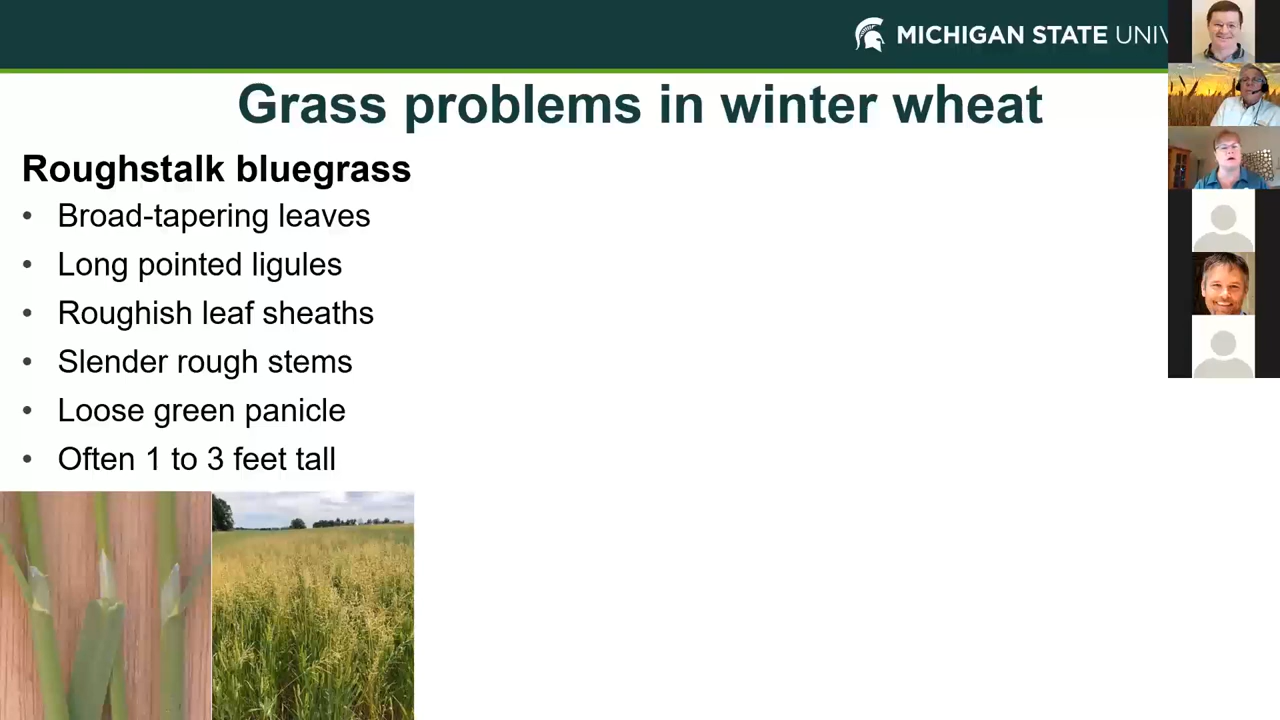 MICHIGAN STATE UNIV
Grass problems in winter wheat
Roughstalk bluegrass
• Broad-tapering leaves
• Long pointed ligules
• Roughish leaf sheaths
• Slender rough stems
• Loose green panicle
• Often 1 to 3 feet tall